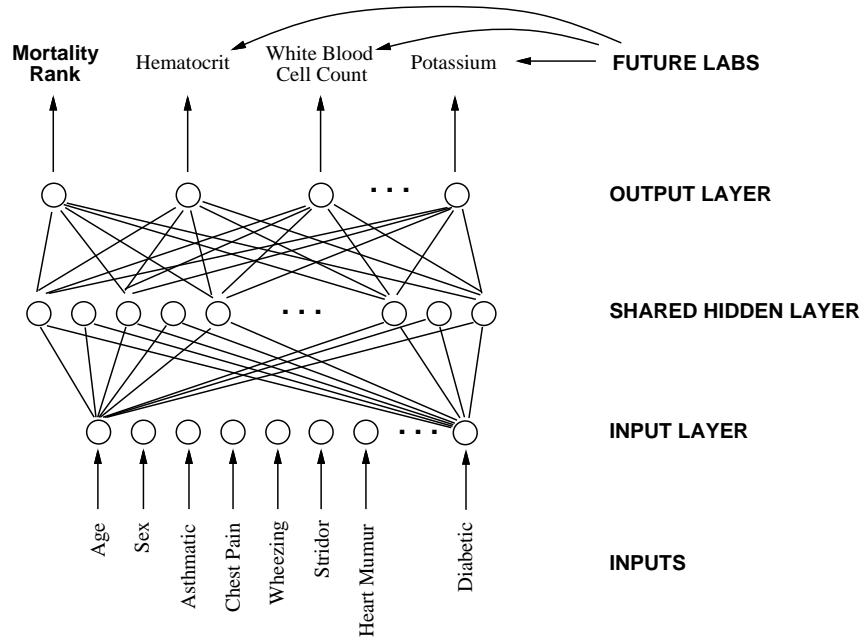 Mortality
Rank
Hematocrit
White Blood
Cell Count
Potassium
FUTURE LABS
. . .
OUTPUT LAYER
. . .
SHARED HIDDEN LAYER
. . .
INPUT LAYER
Age
Sex
Asthmatic
Chest Pain
Wheezing
Stridor
Heart Mumur
Diabetic
INPUTS